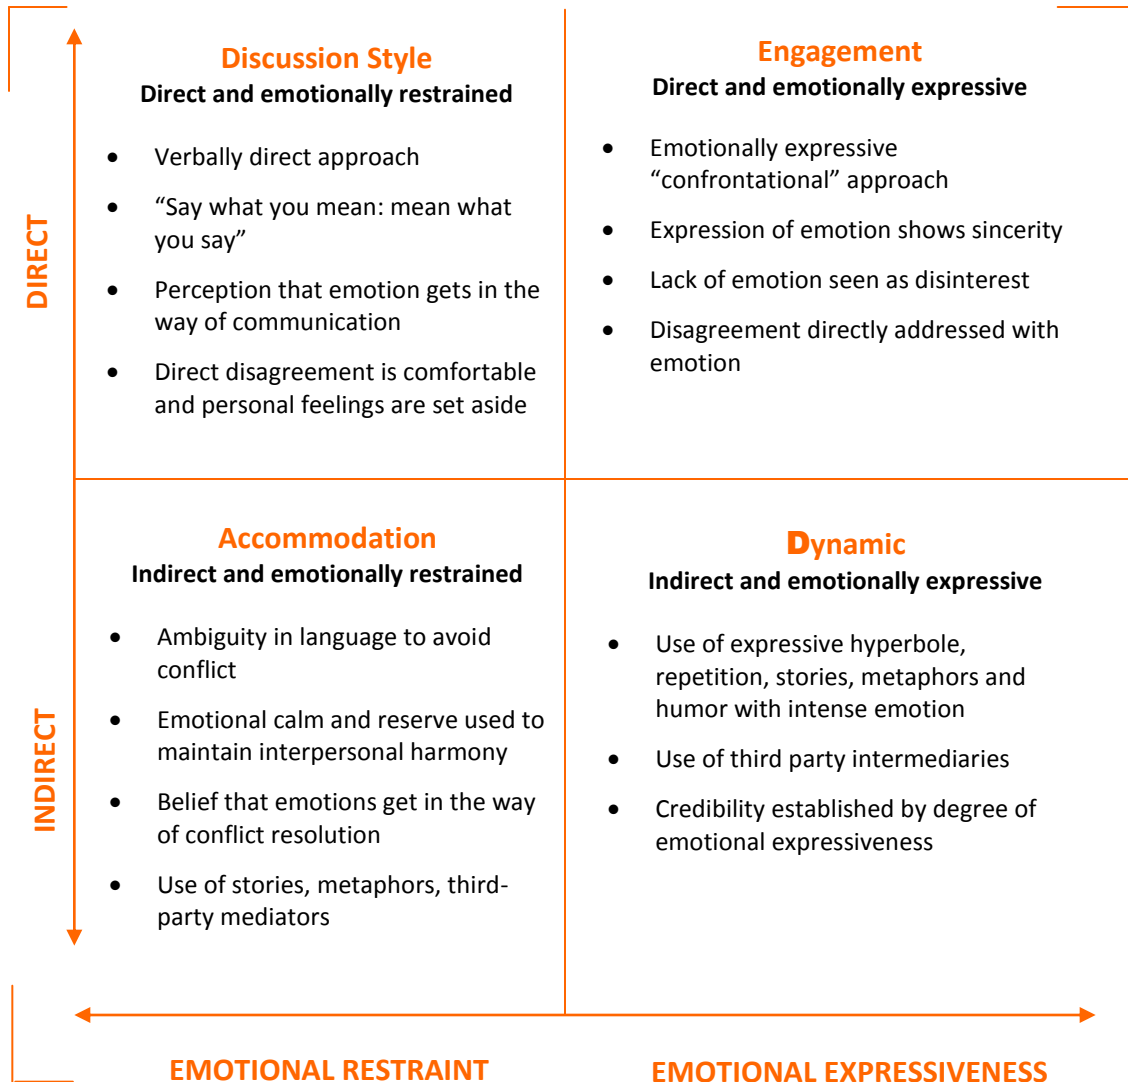 Discussion Style
Direct and emotionally restrained
• Verbally direct approach
• “Say what you mean: mean what
you say”
• Perception that emotion gets in the
way of communication
• Direct disagreement is comfortable
and personal feelings are set aside
Engagement
Direct and emotionally expressive
• Emotionally expressive
“confrontational” approach
• Expression of emotion shows sincerity
• Lack of emotion seen as disinterest
• Disagreement directly addressed with
emotion
DIRECT
Accommodation
Indirect and emotionally restrained
• Ambiguity in language to avoid
conflict
• Emotional calm and reserve used to
maintain interpersonal harmony
• Belief that emotions get in the way
of conflict resolution
• Use of stories, metaphors, third-
party mediators
Dynamic
Indirect and emotionally expressive
• Use of expressive hyperbole,
repetition, stories, metaphors and
humor with intense emotion
• Use of third party intermediaries
• Credibility established by degree of
emotional expressiveness
INDIRECT
EMOTIONAL RESTRAINT
EMOTIONAL EXPRESSIVENESS